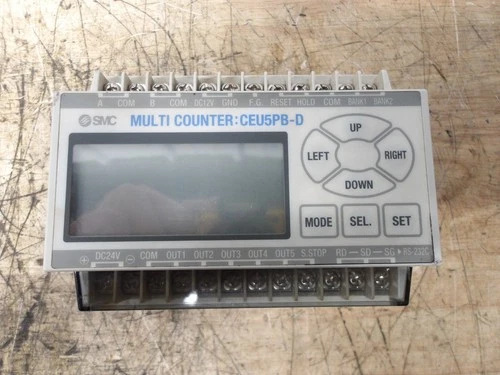 A COM B COM DC12V GND F.G. RESET HOLD COM BANK1 BANK2
SMC MULTI COUNTER:CEU5PB-D
UP
LEFT RIGHT
DOWN
MODE SEL. SET
DC24V COM OUT1 OUT2 OUT3 OUT4 OUT5 S.STOP RD SD SG RS-232C